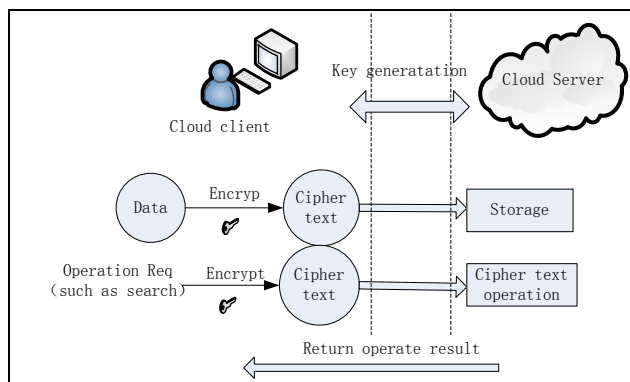 Key generatation
Cloud Server
Cloud client
Data
Encryp
Cipher
text
Storage
Operation Req
(such as search)
Encrypt
Cipher
text
Cipher text
operation
Return operate result